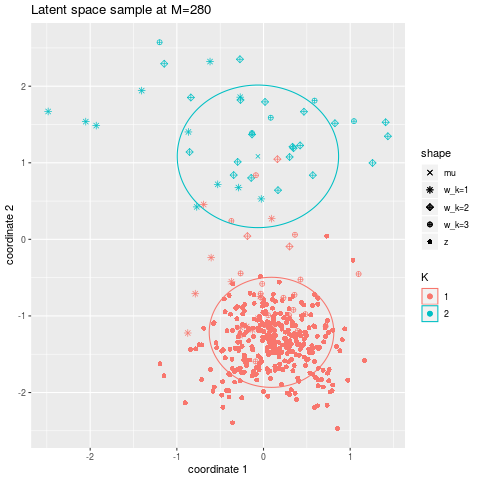 Latent space sample at M=280
coordinate 2
2
1
0
-1
-2
-2
-1
0
1
coordinate 1
shape
mu
w_k=1
w_k=2
w_k=3
z
K
1
2